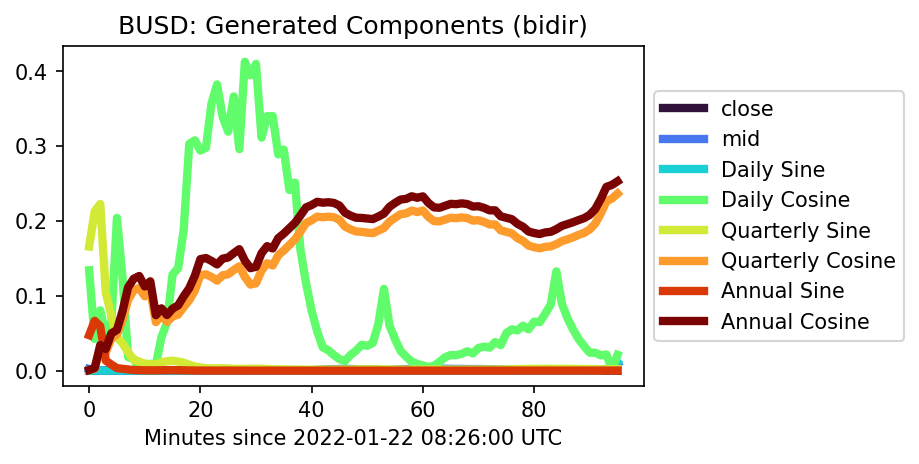 BUSD: Generated Components (bidir)
0.4
0.3
0.2
0.1
0.0
0 20 40 60 80
Minutes since 2022-01-22 08:26:00 UTC
close
mid
Daily Sine
Daily Cosine
Quarterly Sine
Quarterly Cosine
Annual Sine
Annual Cosine